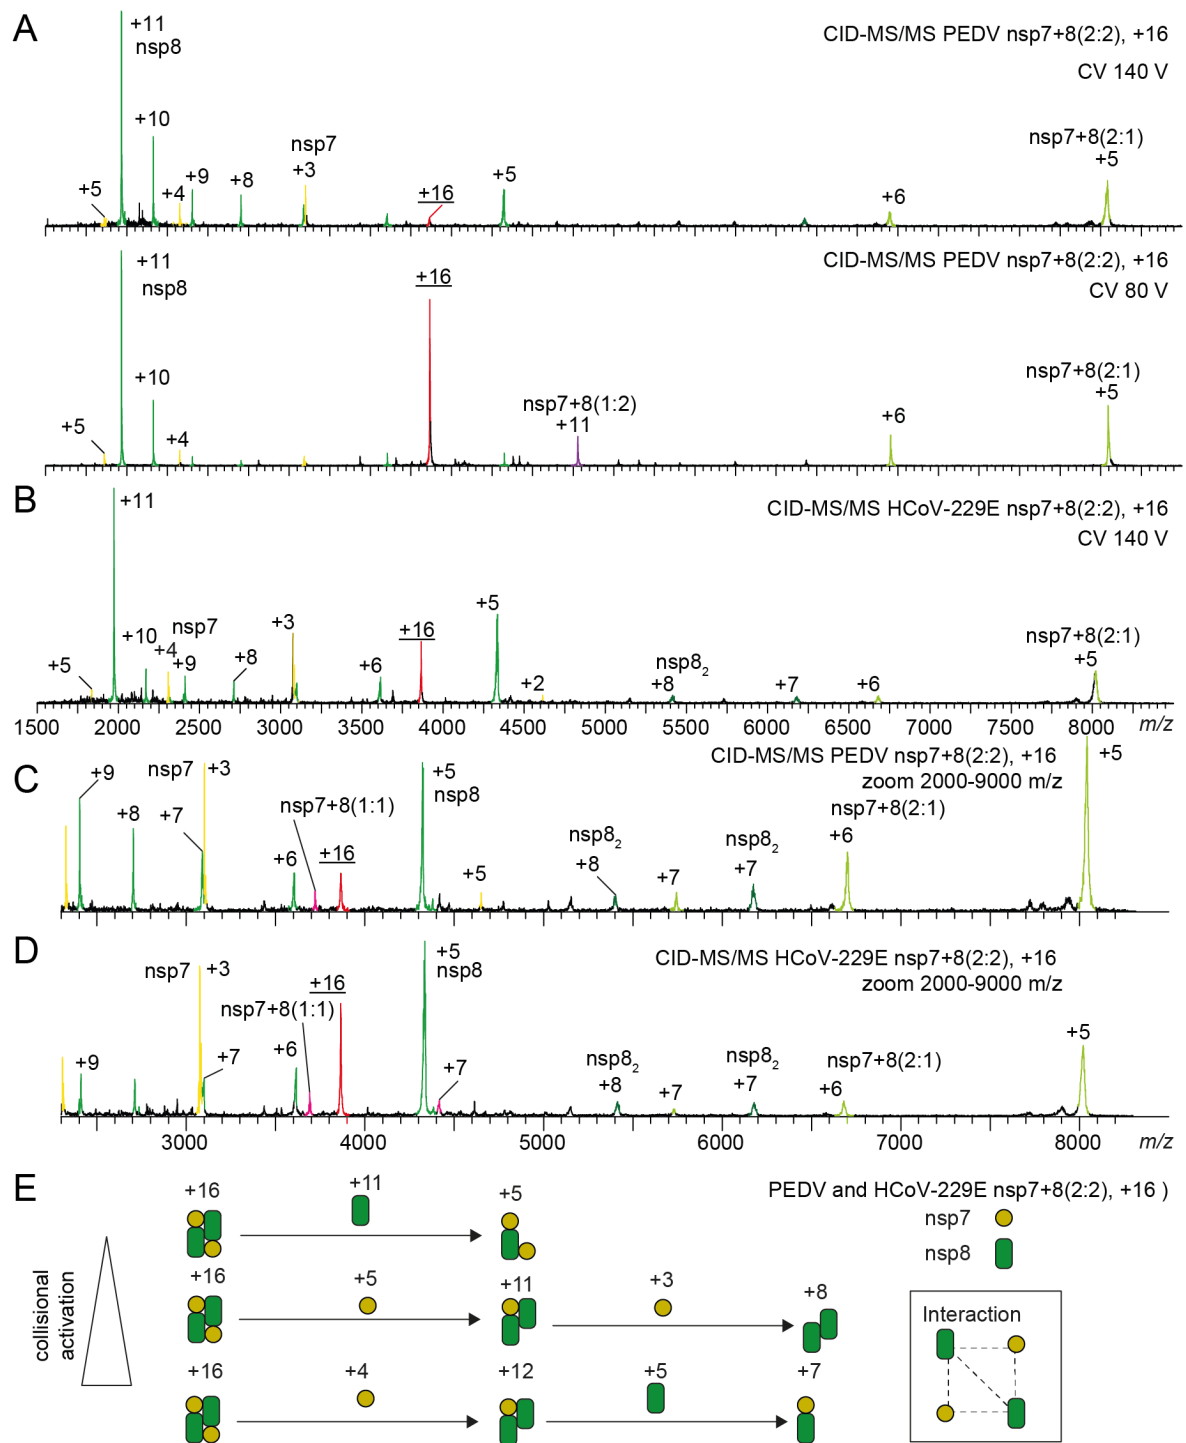 A
+11
nsp8
CID-MS/MS PEDV nsp7+8(2:2), +16
CV 140 V
+10
nsp7
nsp7+8(2:1)
+5
+4
+9
+8
+3
+16
+5
+6
+5
+11
nsp8
+16
CID-MS/MS PEDV nsp7+8(2:2), +16
CV 80 V
+10
nsp7+8(2:1)
+5
+5
+4
nsp7+8(1:2)
+11
+6
B
+11
CID-MS/MS HCoV-229E nsp7+8(2:2), +16
CV 140 V
+5
+10
nsp7
+4
+9
+8
+3
+16
+5
+6
+2
nsp8₂
+8
+7
+6
nsp7+8(2:1)
+5
1500 2000 2500 3000 3500 4000 4500 5000 5500 6000 6500 7000 7500 8000 m/z
C
CID-MS/MS PEDV nsp7+8(2:2), +16
zoom 2000-9000 m/z
+9
nsp7
+3
+8
+7
nsp7+8(1:1)
+6
+16
+5
nsp8
+5
nsp8₂
+8
+7
nsp8₂
+7
nsp7+8(2:1)
+6
+5
D
CID-MS/MS HCoV-229E nsp7+8(2:2), +16
zoom 2000-9000 m/z
nsp7
+3
+9
+7
nsp7+8(1:1)
+6
+16
+5
nsp8
+7
nsp8₂
+8
+7
nsp8₂
+7
nsp7+8(2:1)
+6
+5
3000 4000 5000 6000 7000 8000 m/z
E
PEDV and HCoV-229E nsp7+8(2:2), +16 )
+16
+11
+5
nsp7
nsp8
collisional
activation
+16
+5
+11
+3
+8
+16
+4
+12
+5
+7
Interaction